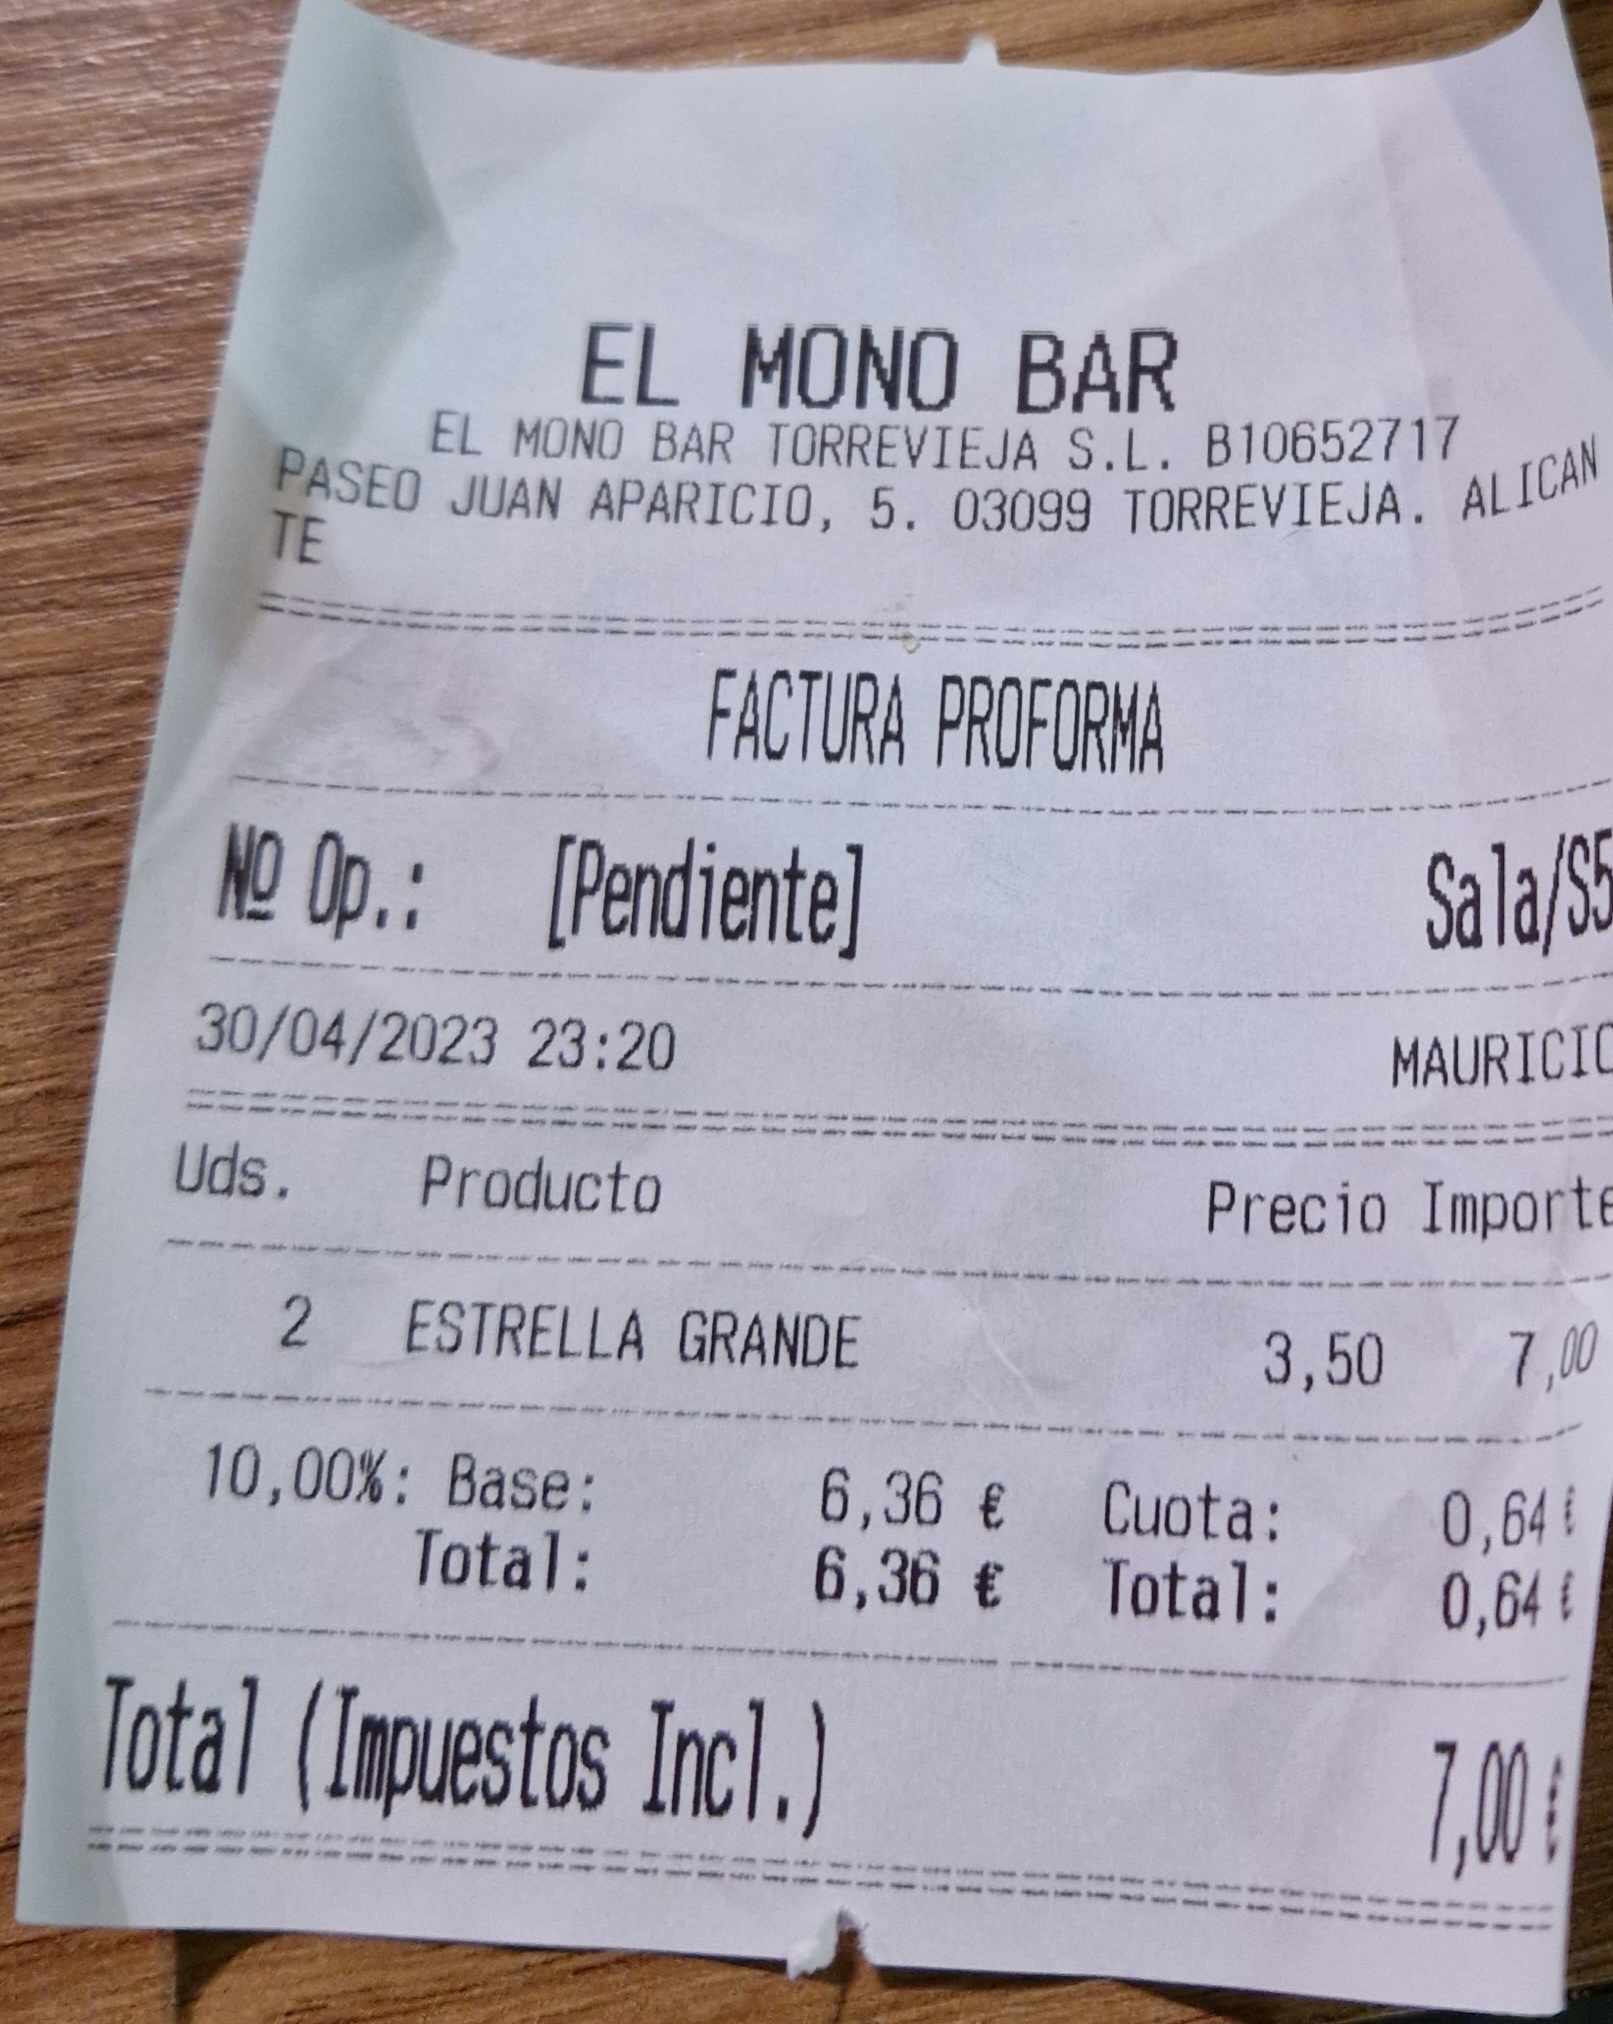 EL MONO BAR
EL MONO BAR TORREVIEJA S.L. B10652717
PASEO JUAN APARICIO, 5. 03099 TORREVIEJA. ALICAN
TE
FACTURA PROFORMA
Nº Op.: [Pendiente] Sala/S5
30/04/2023 23:20 MAURICIO
Uds. Producto Precio Importe
2 ESTRELLA GRANDE 3,50 7,00
10,00%: Base: 6,36 € Cuota: 0,64 €
Total: 6,36 € Total: 0,64 €
Total (Impuestos Incl.) 7,00 €